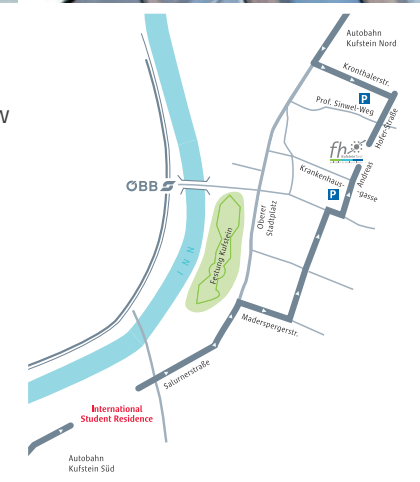 w
Autobahn
Kufstein Nord
Kronthalerstr.
P
Prof. Sinwel-Weg
Hofer-Straße
Andreas
fh
Krankenhaus-
-gasse
P
ÖBB
Oberer
Stadtplatz
Festung Kufstein
INN
Maderspergerstr.
Salurnerstraße
International
Student Residence
Autobahn
Kufstein Süd